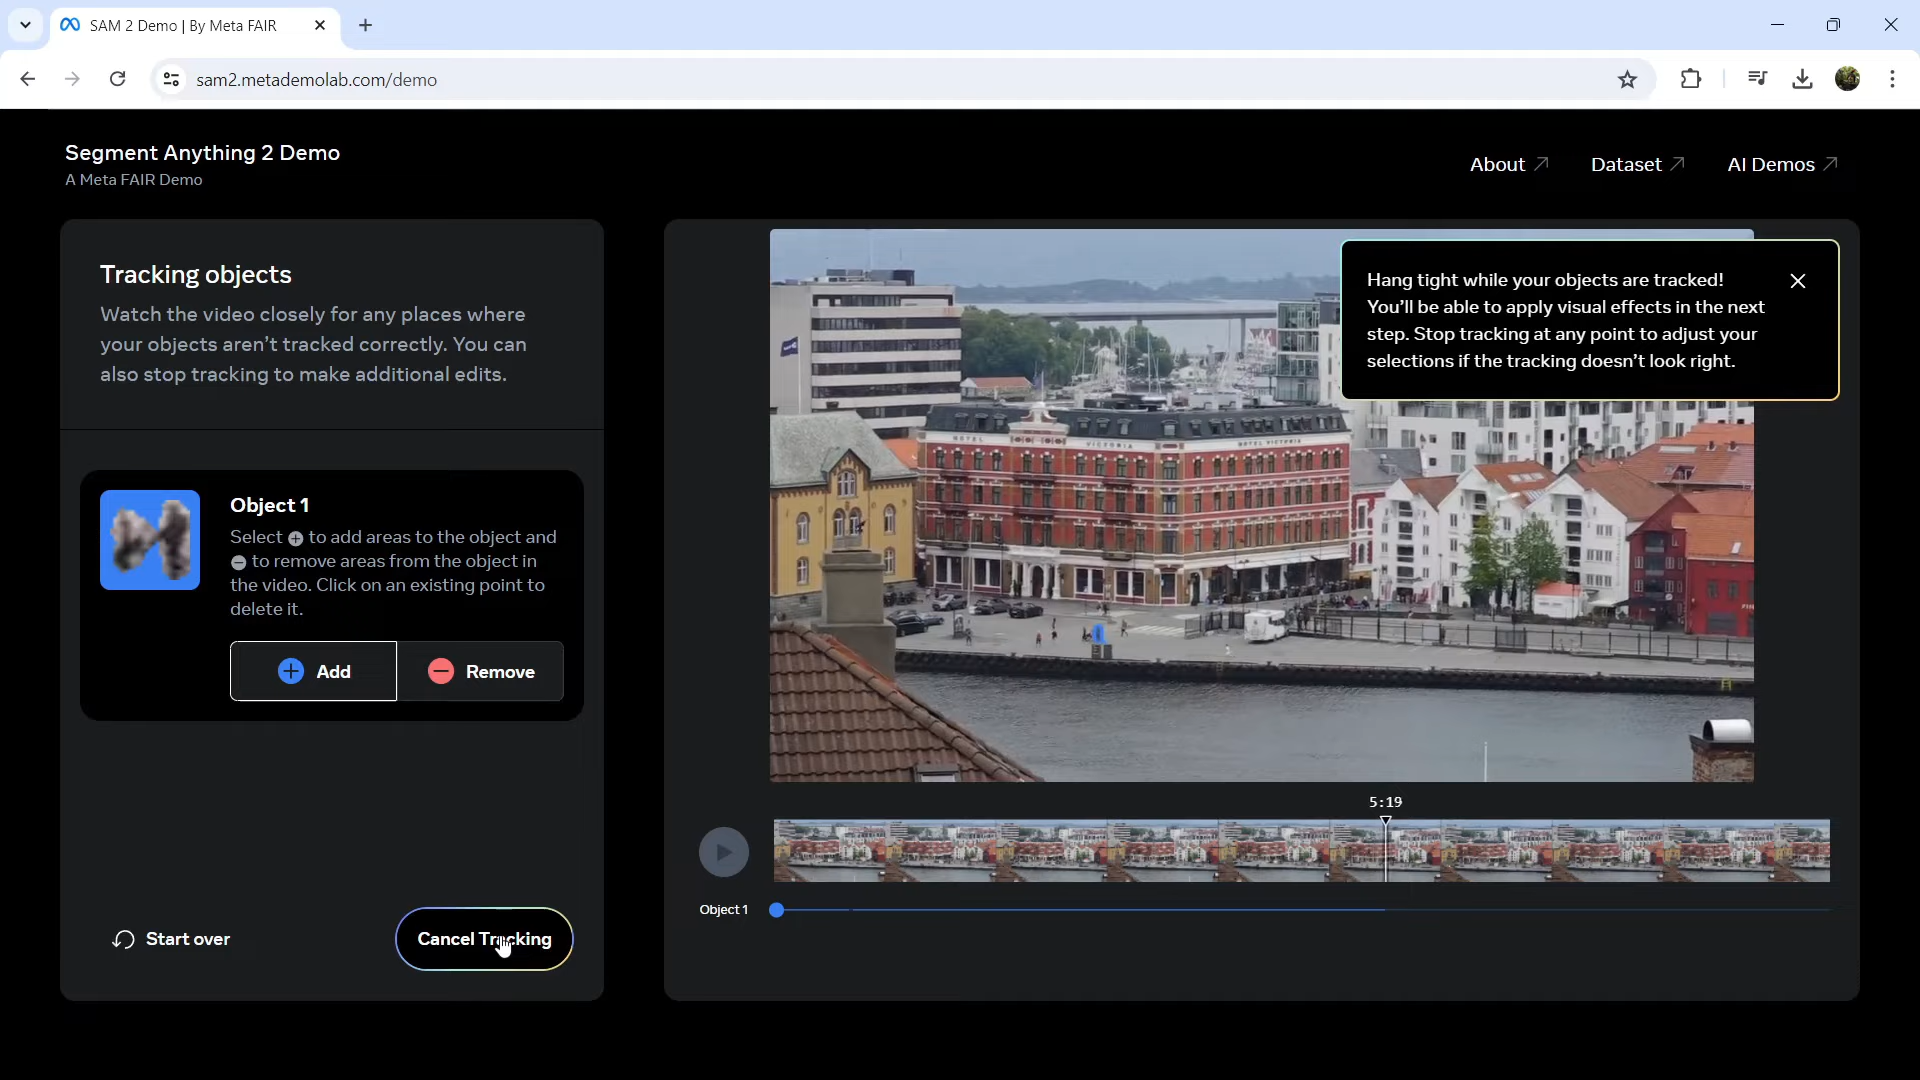 SAM 2 Demo | By Meta FAIR
sam2.metademolab.com/demo
Segment Anything 2 Demo
A Meta FAIR Demo
About
Dataset
AI Demos
Tracking objects
Watch the video closely for any places where
your objects aren't tracked correctly. You can
also stop tracking to make additional edits.
Object 1
Select + to add areas to the object and
- to remove areas from the object in
the video. Click on an existing point to
delete it.
Add
Remove
Start over
Cancel Tracking
Hang tight while your objects are tracked!
You'll be able to apply visual effects in the next
step. Stop tracking at any point to adjust your
selections if the tracking doesn't look right.
HOTEL
VICTORIA
HOTEL VICTORIA
5:19
Object 1